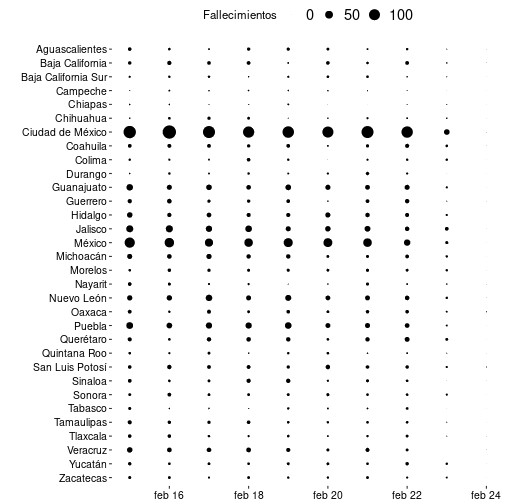 Fallecimientos 0 50 100
Aguascalientes
Baja California
Baja California Sur
Campeche
Chiapas
Chihuahua
Ciudad de México
Coahuila
Colima
Durango
Guanajuato
Guerrero
Hidalgo
Jalisco
México
Michoacán
Morelos
Nayarit
Nuevo León
Oaxaca
Puebla
Querétaro
Quintana Roo
San Luis Potosí
Sinaloa
Sonora
Tabasco
Tamaulipas
Tlaxcala
Veracruz
Yucatán
Zacatecas
feb 16 feb 18 feb 20 feb 22 feb 24